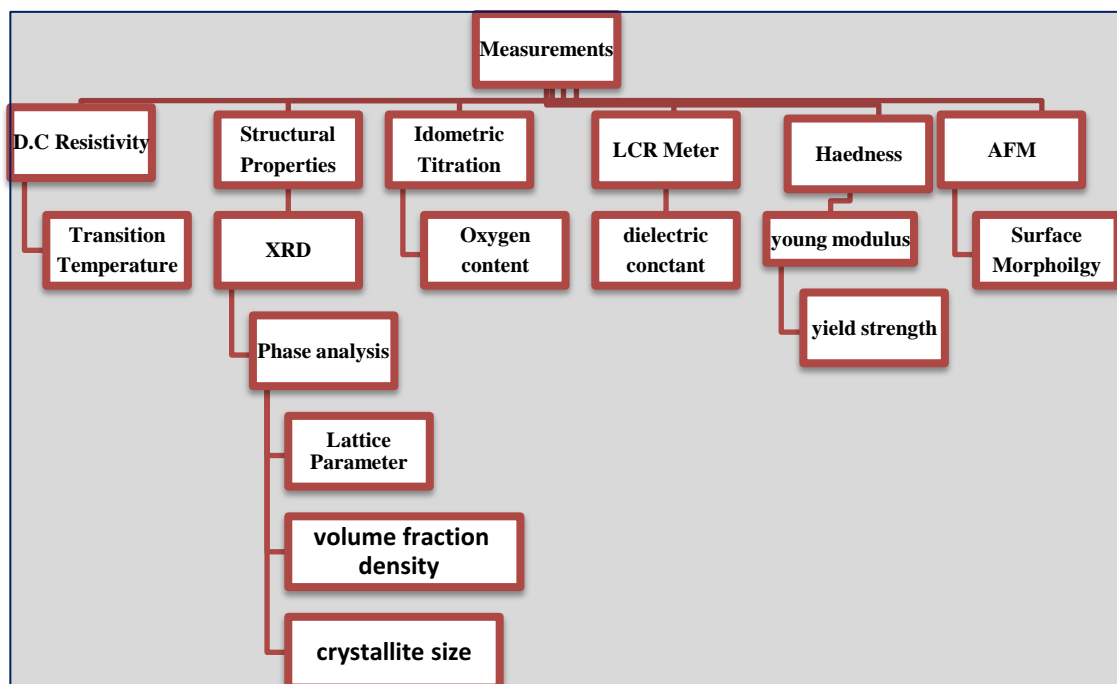 Measurements
D.C Resistivity
Structural
Properties
Idometric
Titration
LCR Meter
Haedness
AFM
Transition
Temperature
XRD
Oxygen
content
dielectric
conctant
young modulus
Surface
Morphoilgy
Phase analysis
yield strength
Lattice
Parameter
volume fraction
density
crystallite size